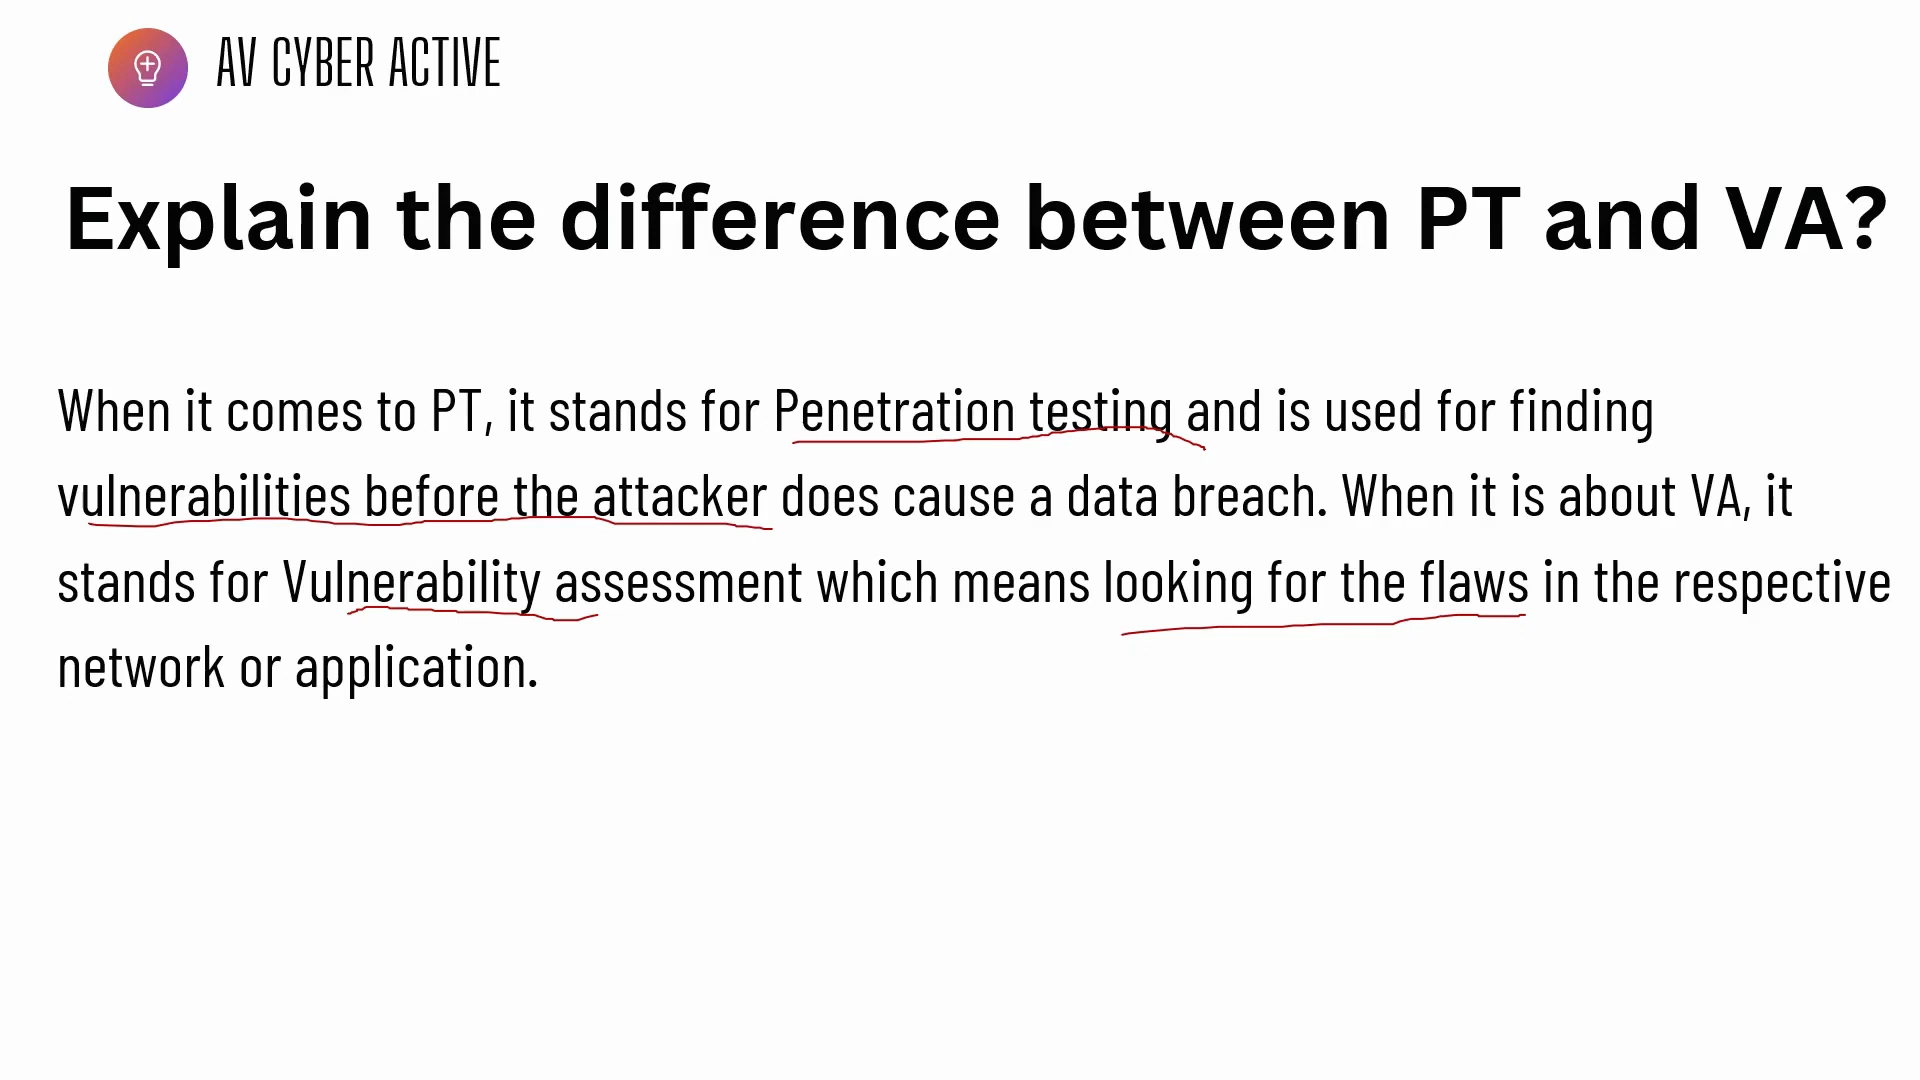 AV CYBER ACTIVE
Explain the difference between PT and VA?
When it comes to PT, it stands for Penetration testing and is used for finding
vulnerabilities before the attacker does cause a data breach. When it is about VA, it
stands for Vulnerability assessment which means looking for the flaws in the respective
network or application.